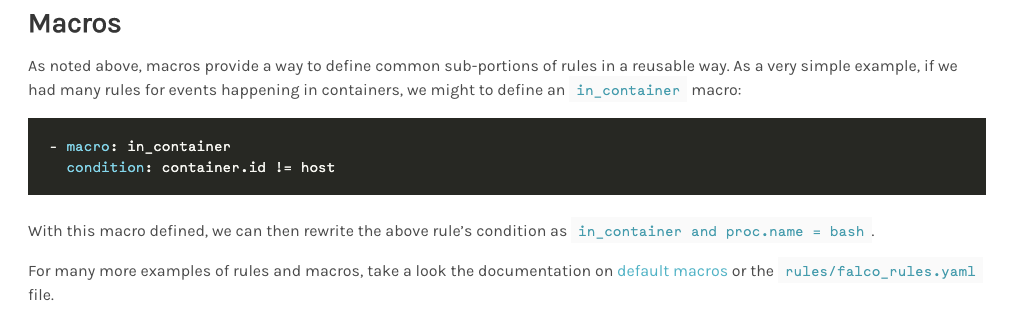 Macros
As noted above, macros provide a way to define common sub-portions of rules in a reusable way. As a very simple example, if we
had many rules for events happening in containers, we might to define an in_container macro:
- macro: in_container
  condition: container.id != host
With this macro defined, we can then rewrite the above rule’s condition as in_container and proc.name = bash.
For many more examples of rules and macros, take a look the documentation on default macros or the rules/falco_rules.yaml
file.